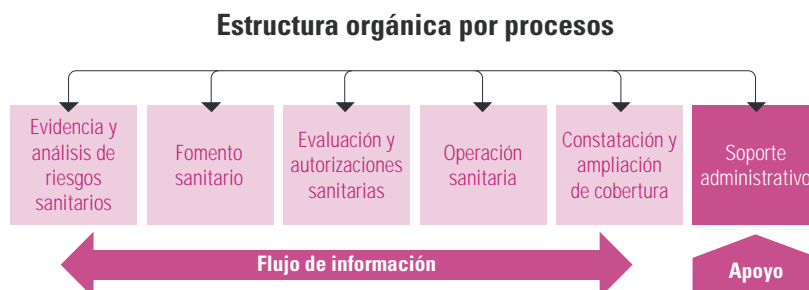 Estructura orgánica por procesos
Evidencia y
análisis de
riesgos
sanitarios
Fomento
sanitario
Evaluación y
autorizaciones
sanitarias
Operación
sanitaria
Constatación y
ampliación
de cobertura
Soporte
administrativo
Flujo de información
Apoyo